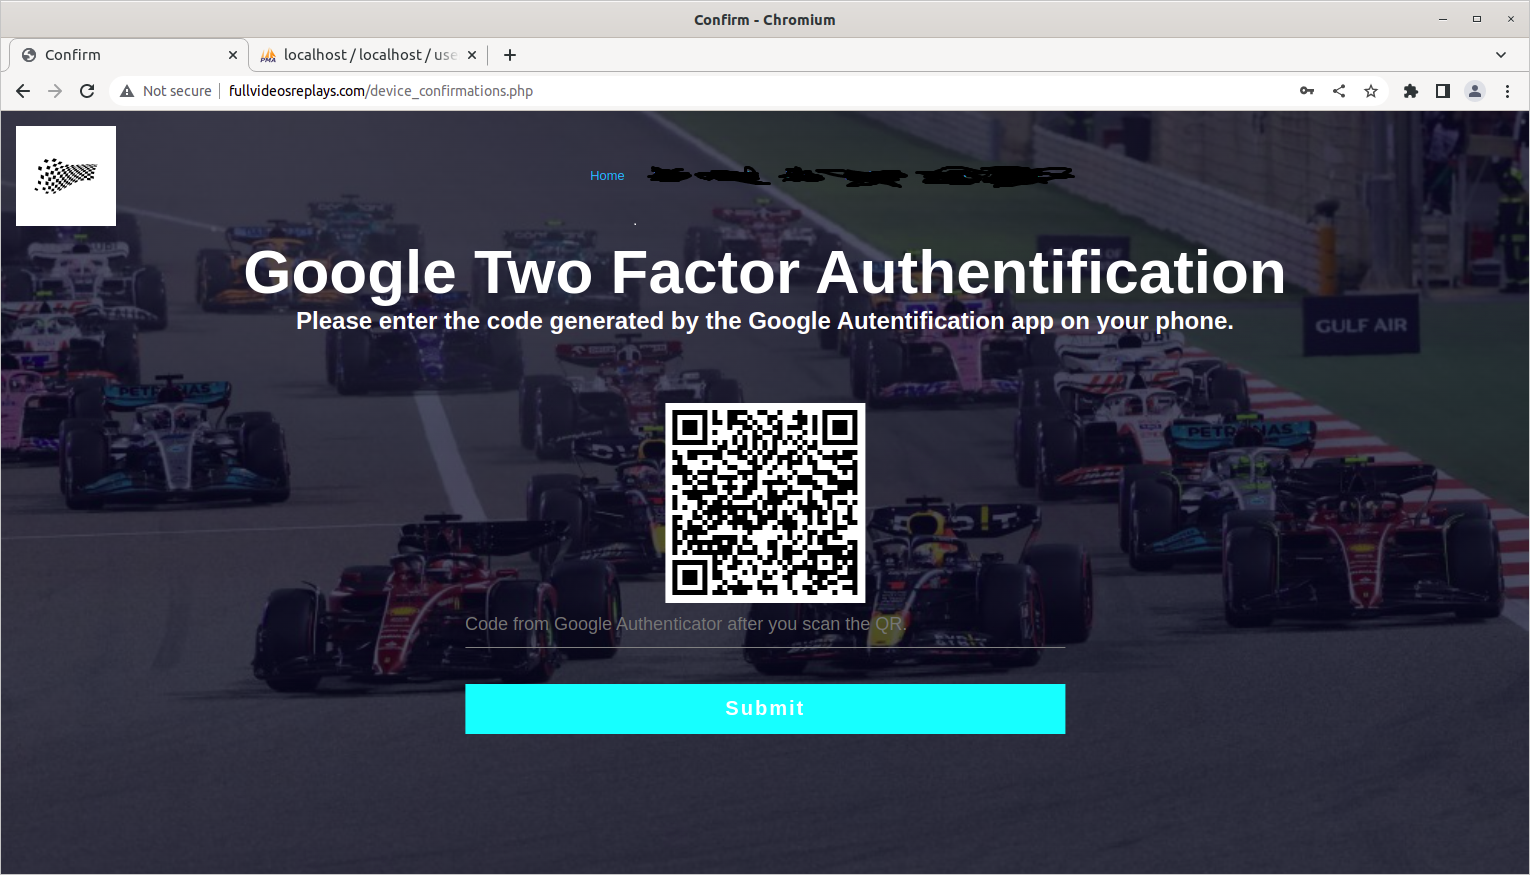 Confirm - Chromium
Confirm
localhost / localhost / use
Not secure
fullvideosreplays.com/device_confirmations.php
Home
.
Google Two Factor Authentification
Please enter the code generated by the Google Autentification app on your phone.
GULF AIR
PETRONAS
PETRONAS
Code from Google Authenticator after you scan the QR.
Submit